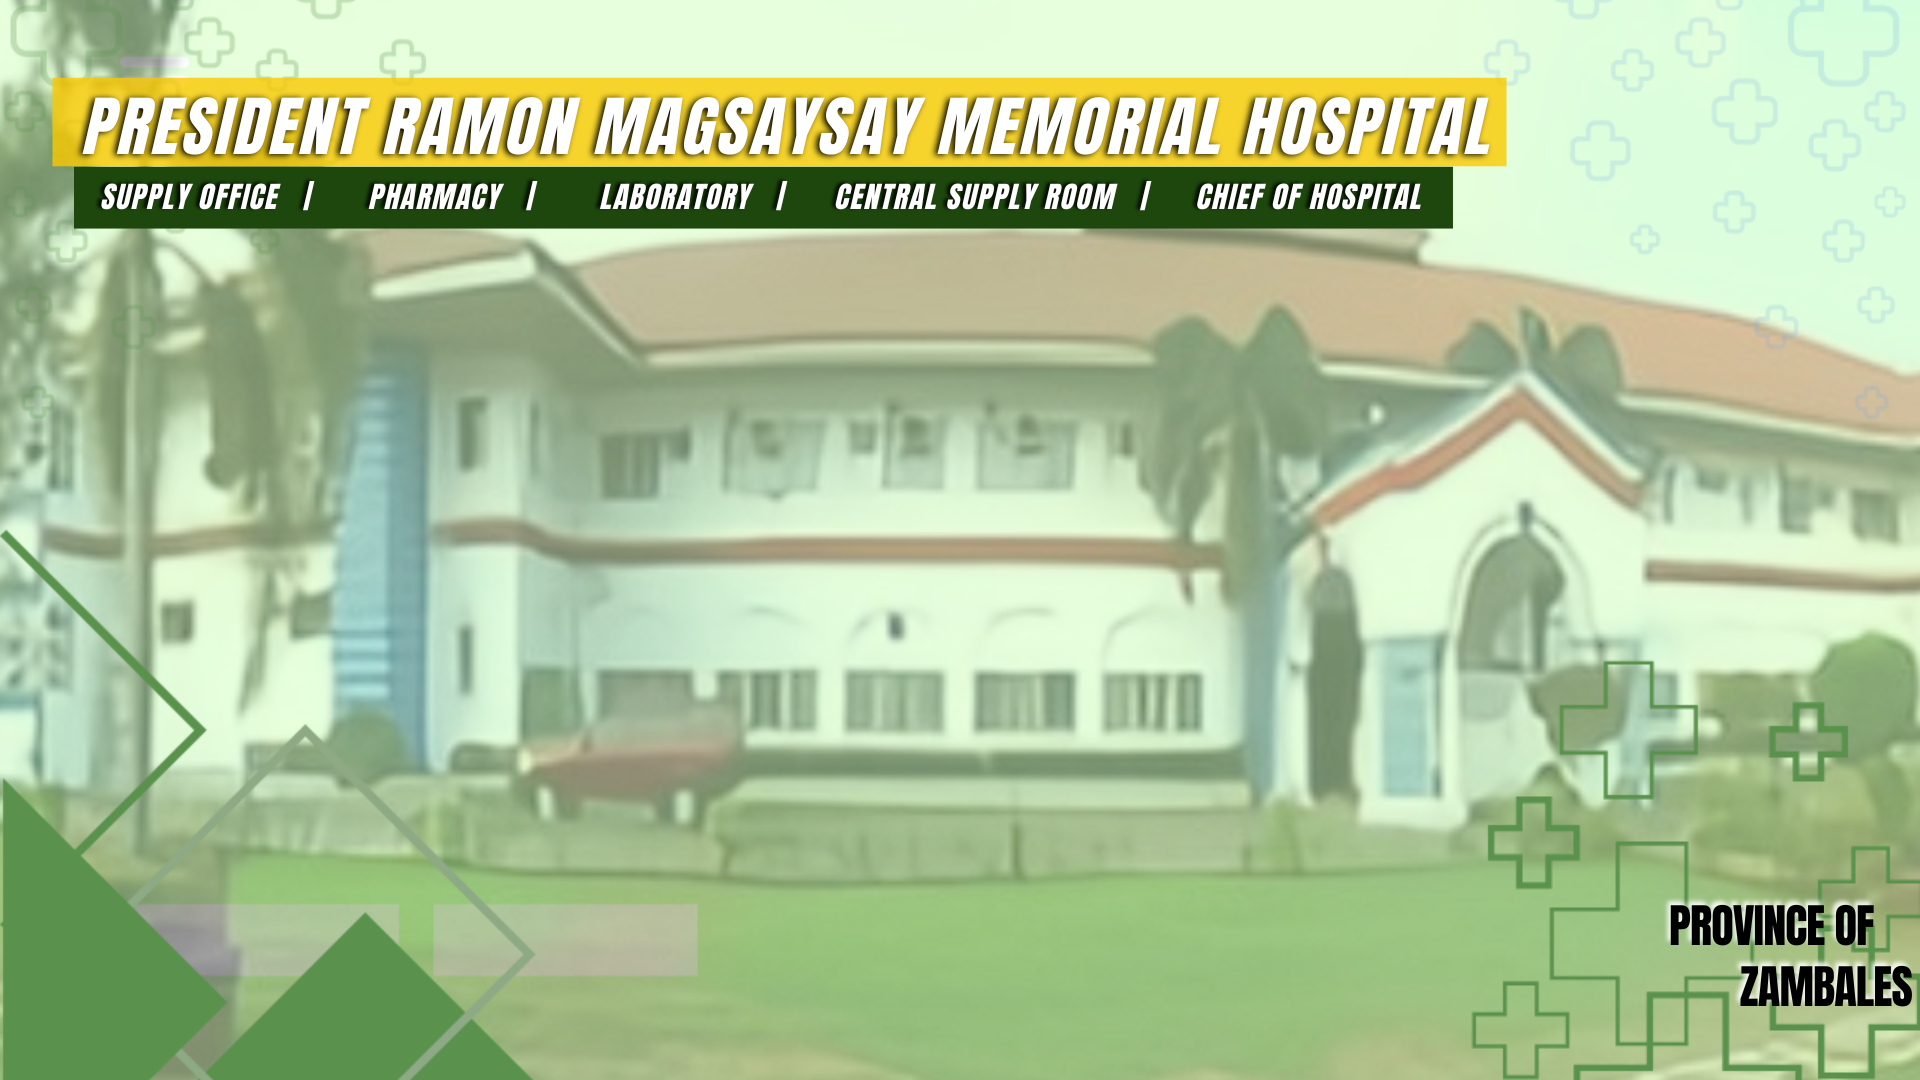 PRESIDENT RAMON MAGSAYSAY MEMORIAL HOSPITAL
SUPPLY OFFICE / PHARMACY / LABORATORY / CENTRAL SUPPLY ROOM / CHIEF OF HOSPITAL
PROVINCE OF
ZAMBALES